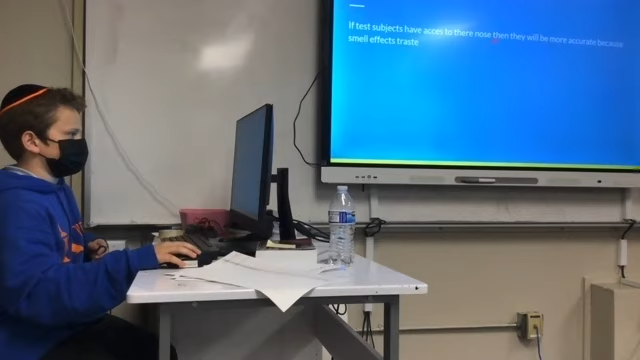 If test subjects have acces to there nose then they will be more accurate because
smell effects traste